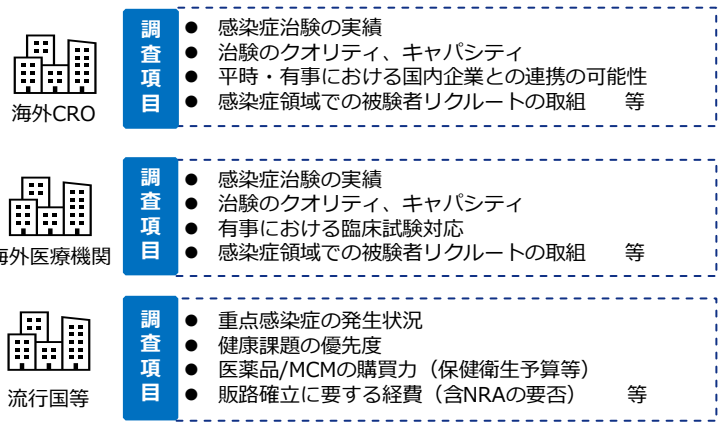 海外CRO
調査項目
● 感染症治験の実績
● 治験のクオリティ、キャパシティ
● 平時・有事における国内企業との連携の可能性
● 感染症領域での被験者リクルートの取組 等
海外医療機関
調査項目
● 感染症治験の実績
● 治験のクオリティ、キャパシティ
● 有事における臨床試験対応
● 感染症領域での被験者リクルートの取組 等
流行国等
調査項目
● 重点感染症の発生状況
● 健康課題の優先度
● 医薬品/MCMの購買力（保健衛生予算等）
● 販路確立に要する経費（含NRAの要否） 等